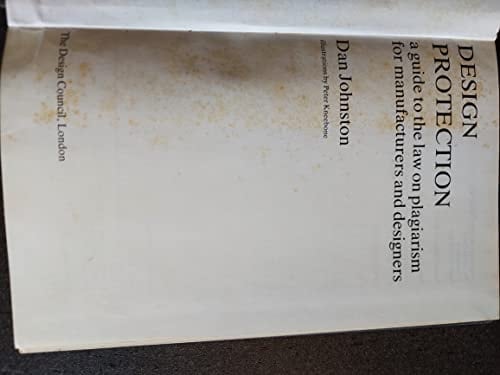 DESIGN
PROTECTION
a guide to the law on plagiarism
for manufacturers and designers
Dan Johnston
illustrations by Peter Kneebone
The Design Council, London